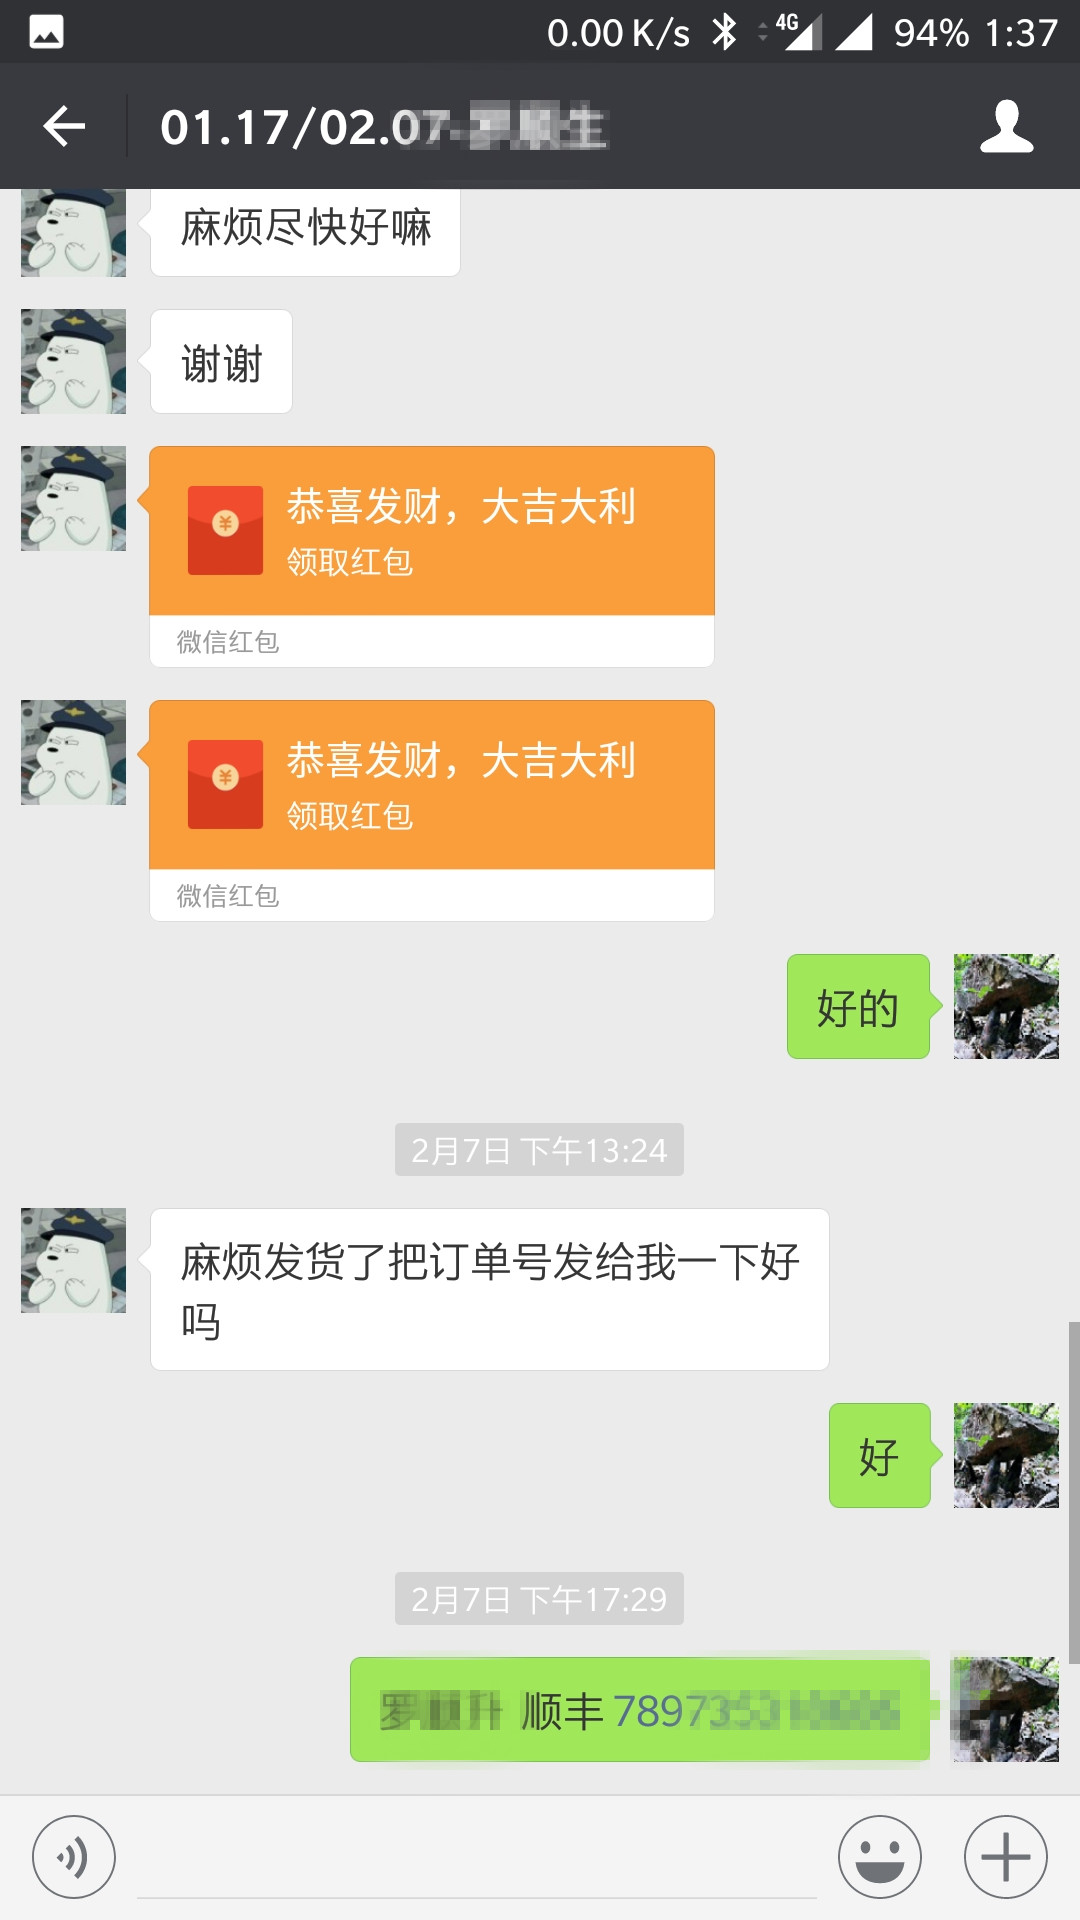 0.00 K/s 4G 94% 1:37
01.17/02.07-
麻烦尽快好嘛
谢谢
恭喜发财，大吉大利
领取红包
微信红包
恭喜发财，大吉大利
领取红包
微信红包
好的
2月7日 下午13:24
麻烦发货了把订单号发给我一下好
吗
好
2月7日 下午17:29
顺丰 7897